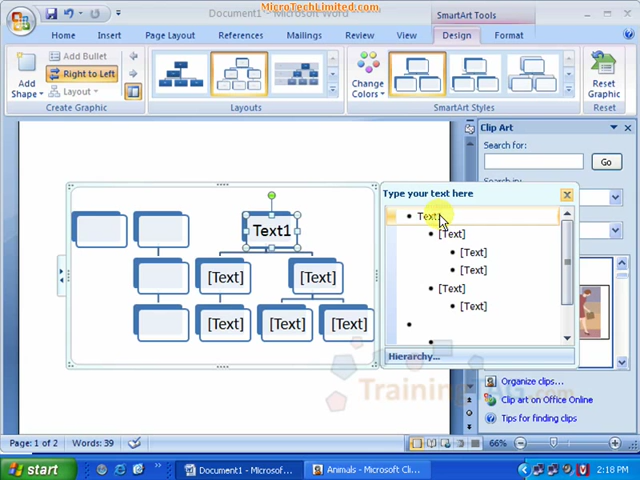 MicroTechLimited.com
Document1 - Microsoft Word
SmartArt Tools
Home
Insert
Page Layout
References
Mailings
Review
View
Design
Format
Add Shape
Add Bullet
Right to Left
Layout
Create Graphic
Layouts
Change Colors
SmartArt Styles
Reset Graphic
Reset
Clip Art
Search for:
Go
Search in:
Type your text here
Text1
[Text]
[Text]
[Text]
[Text]
[Text]
Hierarchy...
Text1
[Text]
[Text]
[Text]
[Text]
[Text]
Organize clips...
Clip art on Office Online
Tips for finding clips
Page: 1 of 2
Words: 39
66%
start
Document1 - Microsof...
Animals - Microsoft Cli...
2:18 PM